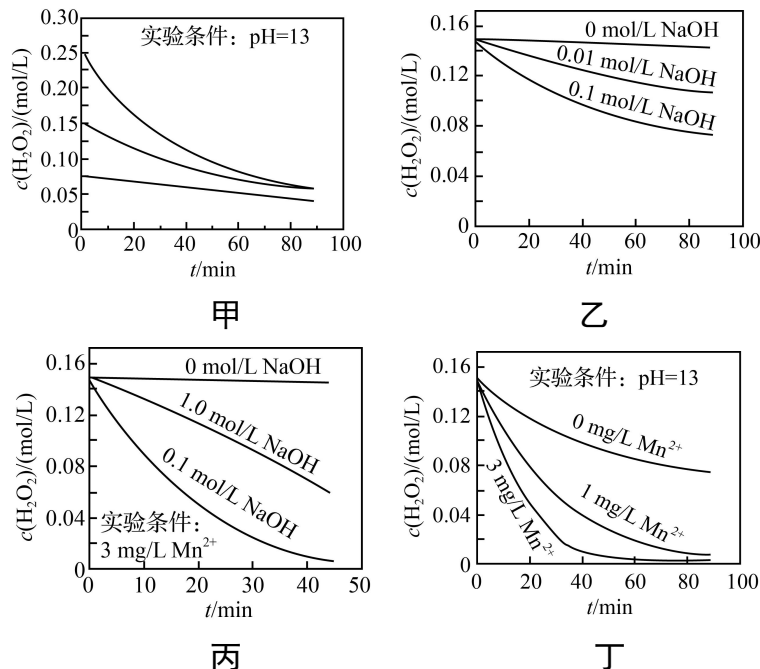 实验条件：pH=13
c(H₂O₂)/(mol/L)
0.30
0.25
0.20
0.15
0.10
0.05
0
0 20 40 60 80 100
t/min
甲
c(H₂O₂)/(mol/L)
0.16
0.12
0.08
0.04
0
0 mol/L NaOH
0.01 mol/L NaOH
0.1 mol/L NaOH
0 20 40 60 80 100
t/min
乙
c(H₂O₂)/(mol/L)
0.16
0.12
0.08
0.04
0
0 mol/L NaOH
1.0 mol/L NaOH
0.1 mol/L NaOH
实验条件：
3 mg/L Mn²⁺
0 10 20 30 40 50
t/min
丙
c(H₂O₂)/(mol/L)
0.16
0.12
0.08
0.04
0
实验条件：pH=13
0 mg/L Mn²⁺
1 mg/L Mn²⁺
3 mg/L Mn²⁺
0 20 40 60 80 100
t/min
丁